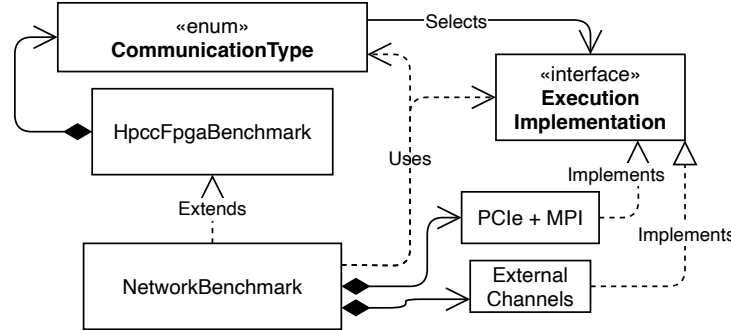 «enum»
CommunicationType
Selects
«interface»
Execution
Implementation
HpccFpgaBenchmark
Uses
Implements
Extends
PCIe + MPI
Implements
NetworkBenchmark
External
Channels